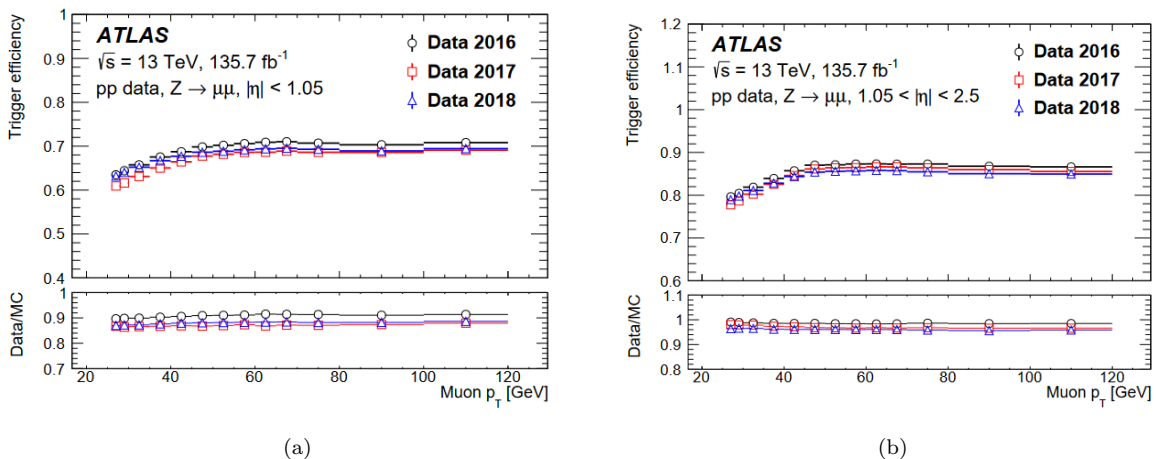 ATLAS
√s = 13 TeV, 135.7 fb⁻¹
pp data, Z → μμ, |η| < 1.05
Data 2016
Data 2017
Data 2018
Trigger efficiency
1
0.9
0.8
0.7
0.6
0.5
0.4
Data/MC
1
0.9
0.8
0.7
20 40 60 80 100 120
Muon p_T [GeV]
(a)
ATLAS
√s = 13 TeV, 135.7 fb⁻¹
pp data, Z → μμ, 1.05 < |η| < 2.5
Data 2016
Data 2017
Data 2018
Trigger efficiency
1.2
1.1
1
0.9
0.8
0.7
0.6
Data/MC
1.1
1
0.9
0.8
20 40 60 80 100 120
Muon p_T [GeV]
(b)